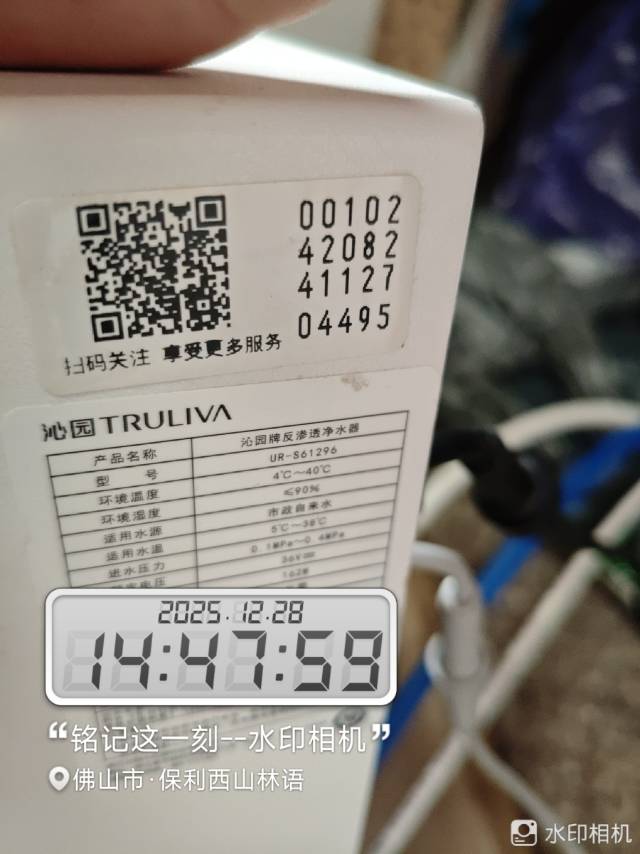 00102
42082
41127
04495
扫码关注 享受更多服务
沁园 TRULIVA
产品名称 沁园牌反渗透净水器
型 号 UR-S61296
环境温度 4℃～40℃
环境湿度 ≤90%
适用水源 市政自来水
适用水温 5℃～38℃
进水压力 0.1MPa～0.4MPa
36V
162W
2025.12.28
14:47:59
“铭记这一刻--水印相机”
佛山市·保利西山林语
水印相机